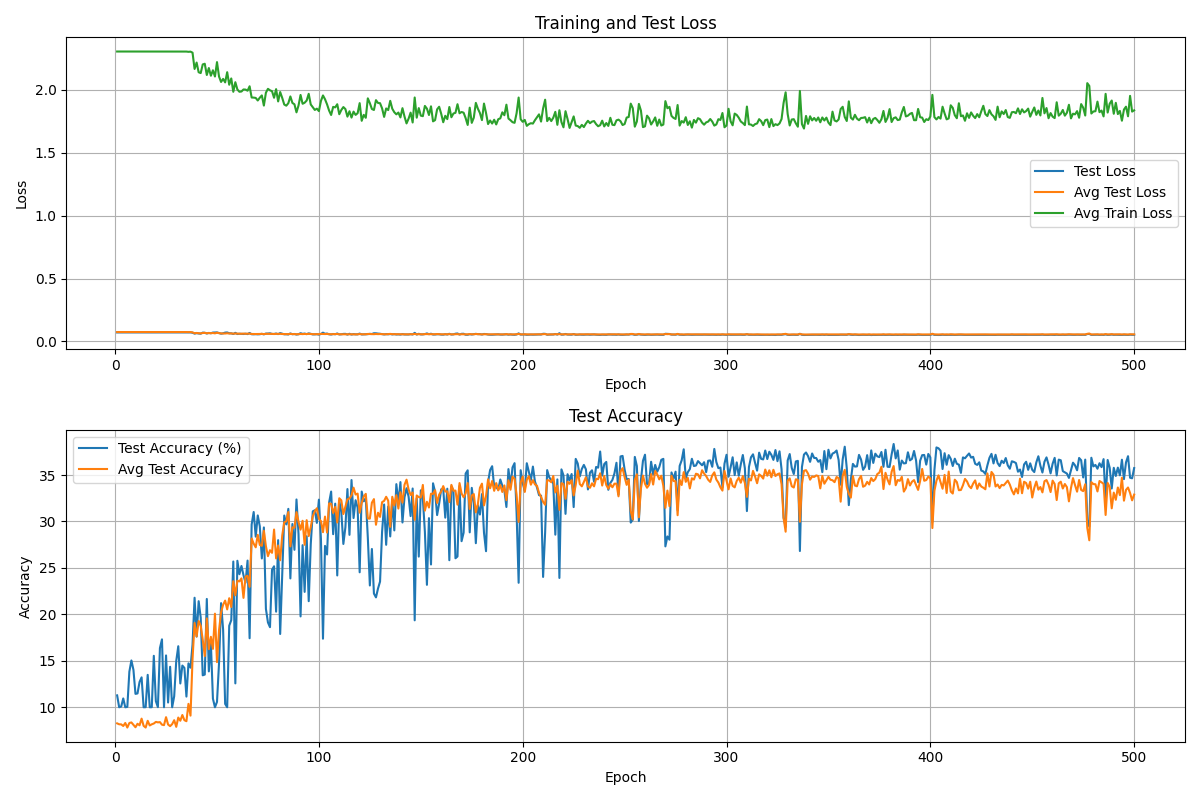 Training and Test Loss
2.0
1.5
1.0
0.5
0.0
Loss
Test Loss
Avg Test Loss
Avg Train Loss
0 100 200 300 400 500
Epoch
Test Accuracy
35
30
25
20
15
10
Accuracy
Test Accuracy (%)
Avg Test Accuracy
0 100 200 300 400 500
Epoch